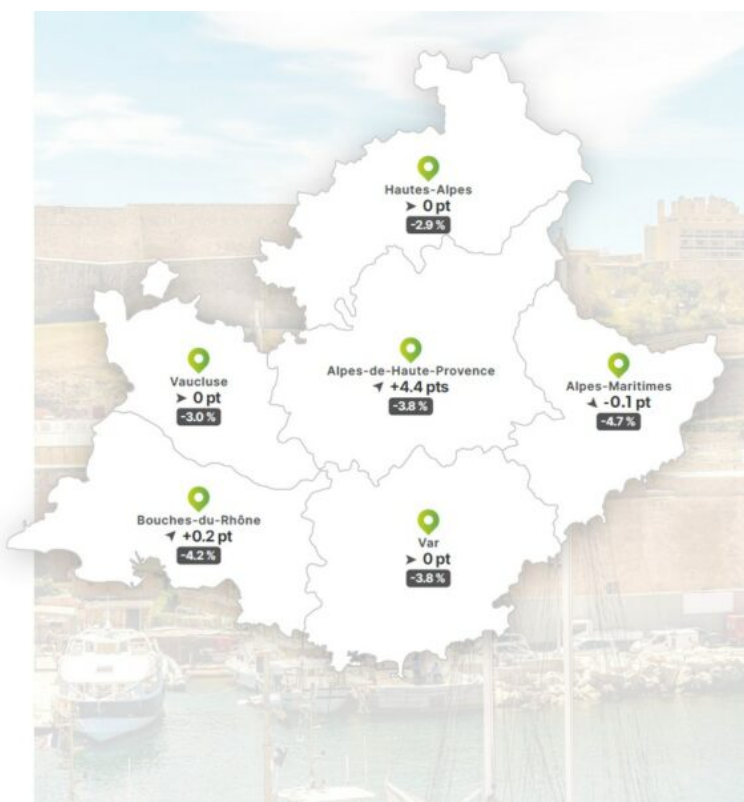 Hautes-Alpes
➤ 0 pt
-2.9 %
Alpes-de-Haute-Provence
➤ +4.4 pts
-3.8 %
Vaucluse
➤ 0 pt
-3.0 %
Alpes-Maritimes
➤ -0.1 pt
-4.7 %
Bouches-du-Rhône
➤ +0.2 pt
-4.2 %
Var
➤ 0 pt
-3.8 %